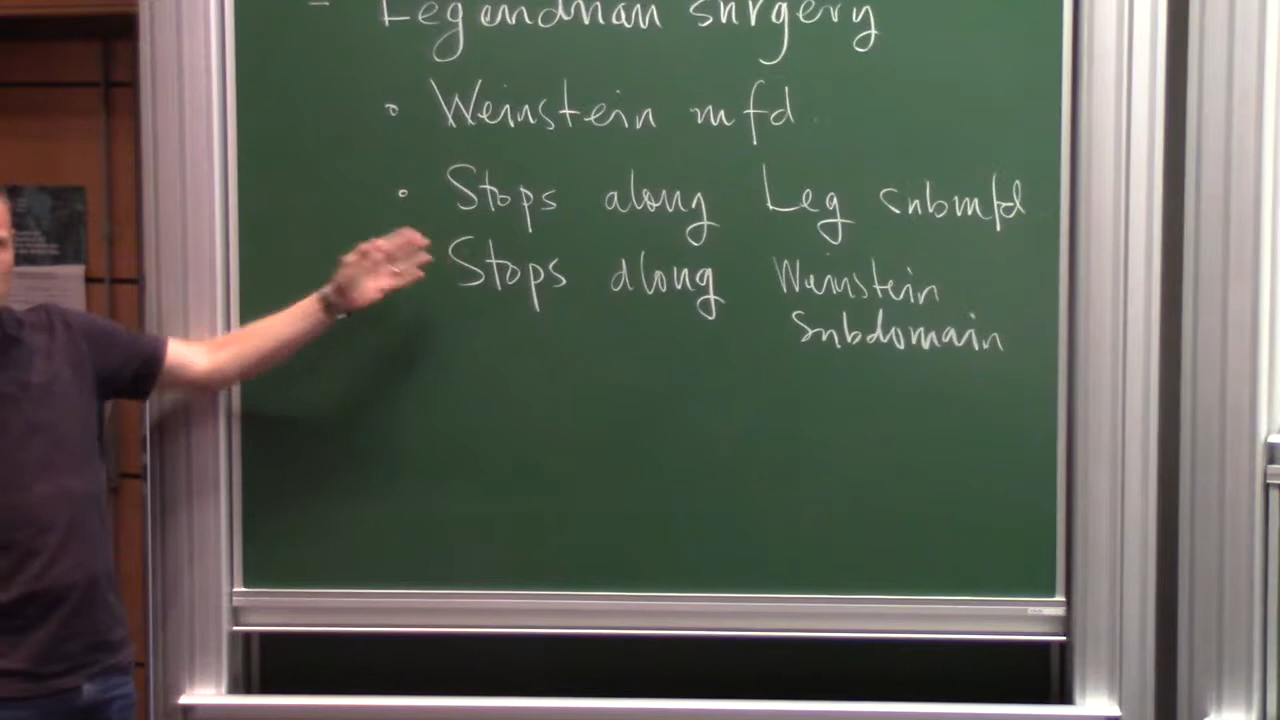 - Legendrian surgery
◦ Weinstein mfd.
◦ Stops along Leg submfd
Stops along Weinstein
Subdomain